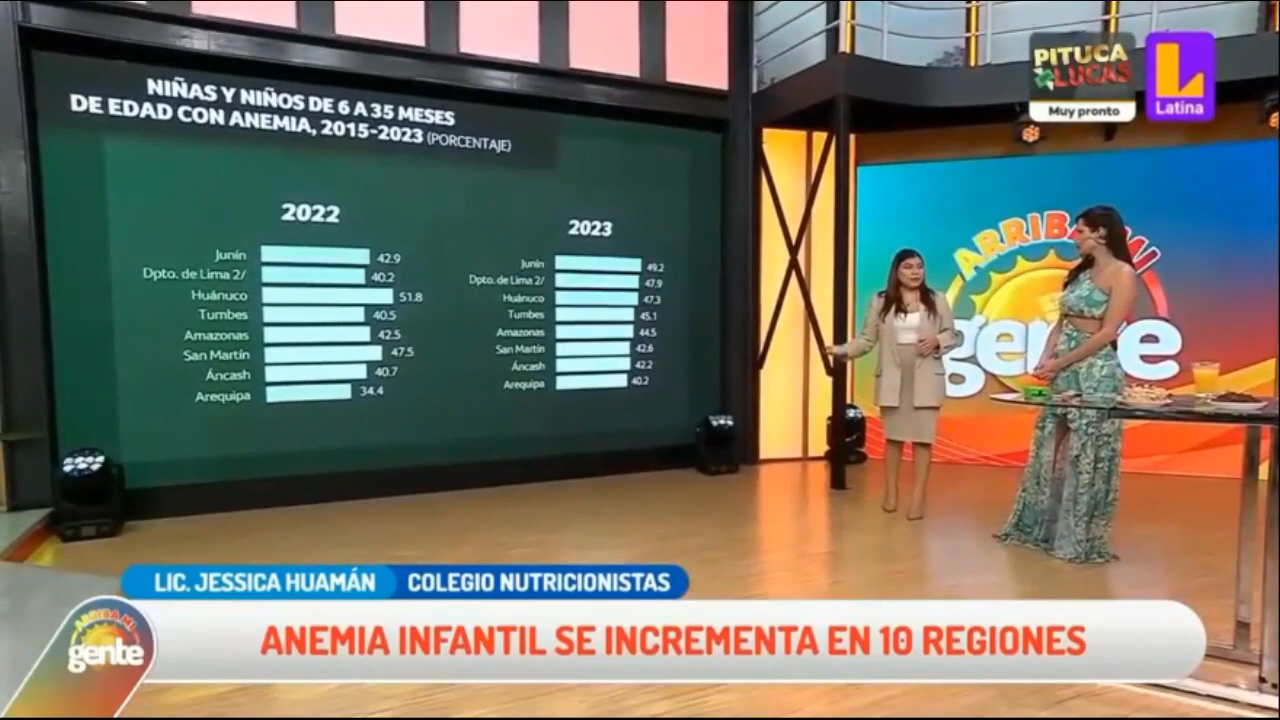 NIÑAS Y NIÑOS DE 6 A 35 MESES
DE EDAD CON ANEMIA, 2015-2023 (PORCENTAJE)
2022
Junín 42.9
Dpto. de Lima 2/ 40.2
Huánuco 51.8
Tumbes 40.5
Amazonas 42.5
San Martín 47.5
Áncash 40.7
Arequipa 34.4
2023
Junín 49.2
Dpto. de Lima 2/ 47.9
Huánuco 47.3
Tumbes 45.1
Amazonas 44.5
San Martín 42.6
Áncash 42.2
Arequipa 40.2
PITUCA
LUCAS
Muy pronto
Latina
ARRIBA MI
gente
LIC. JESSICA HUAMÁN COLEGIO NUTRICIONISTAS
ARRIBA MI
gente
ANEMIA INFANTIL SE INCREMENTA EN 10 REGIONES